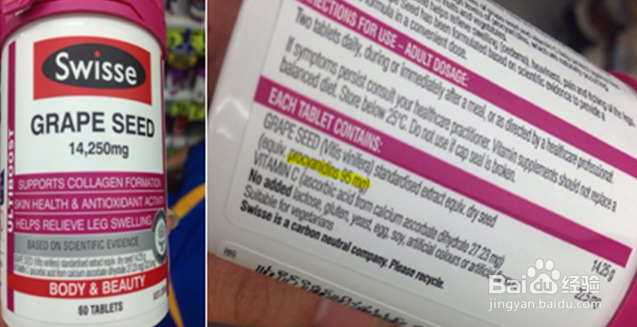 Swisse
GRAPE SEED
14,250mg
ULTIBOOST
SUPPORTS COLLAGEN FORMATION
SKIN HEALTH & ANTIOXIDANT ACTIVITY
HELPS RELIEVE LEG SWELLING
BASED ON SCIENTIFIC EVIDENCE
BODY & BEAUTY
60 TABLETS
DIRECTIONS FOR USE - ADULT DOSAGE:
Two tablets daily, during or immediately after a meal, or as directed by a healthcare professional.
If symptoms persist consult your healthcare practitioner. Vitamin supplements should not replace a
balanced diet. Store below 25°C. Do not use if cap seal is broken.
EACH TABLET CONTAINS:
GRAPE SEED (Vitis vinifera) standardised extract equiv. dry seed 14.25 g
(equiv. procyanidins 95 mg)
VITAMIN C (ascorbic acid from calcium ascorbate dihydrate 27.23 mg) 22.5 mg
No added lactose, gluten, yeast, egg, soy, artificial colours or
Suitable for vegetarians
Swisse is a carbon neutral company. Please recycle.
Bai 经验
jingyan.baidu.com